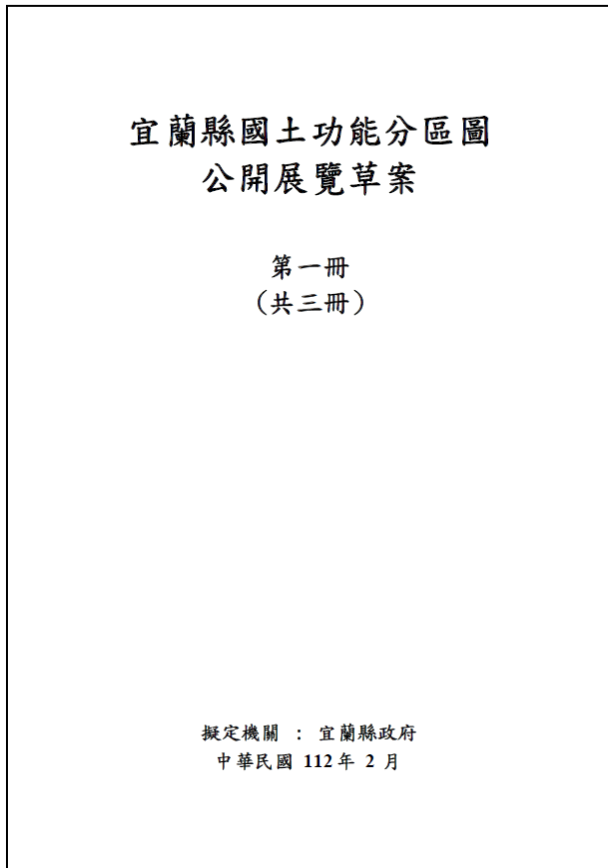 宜蘭縣國土功能分區圖
公開展覽草案
第一冊
（共三冊）
擬定機關 ： 宜蘭縣政府
中華民國 112 年 2 月